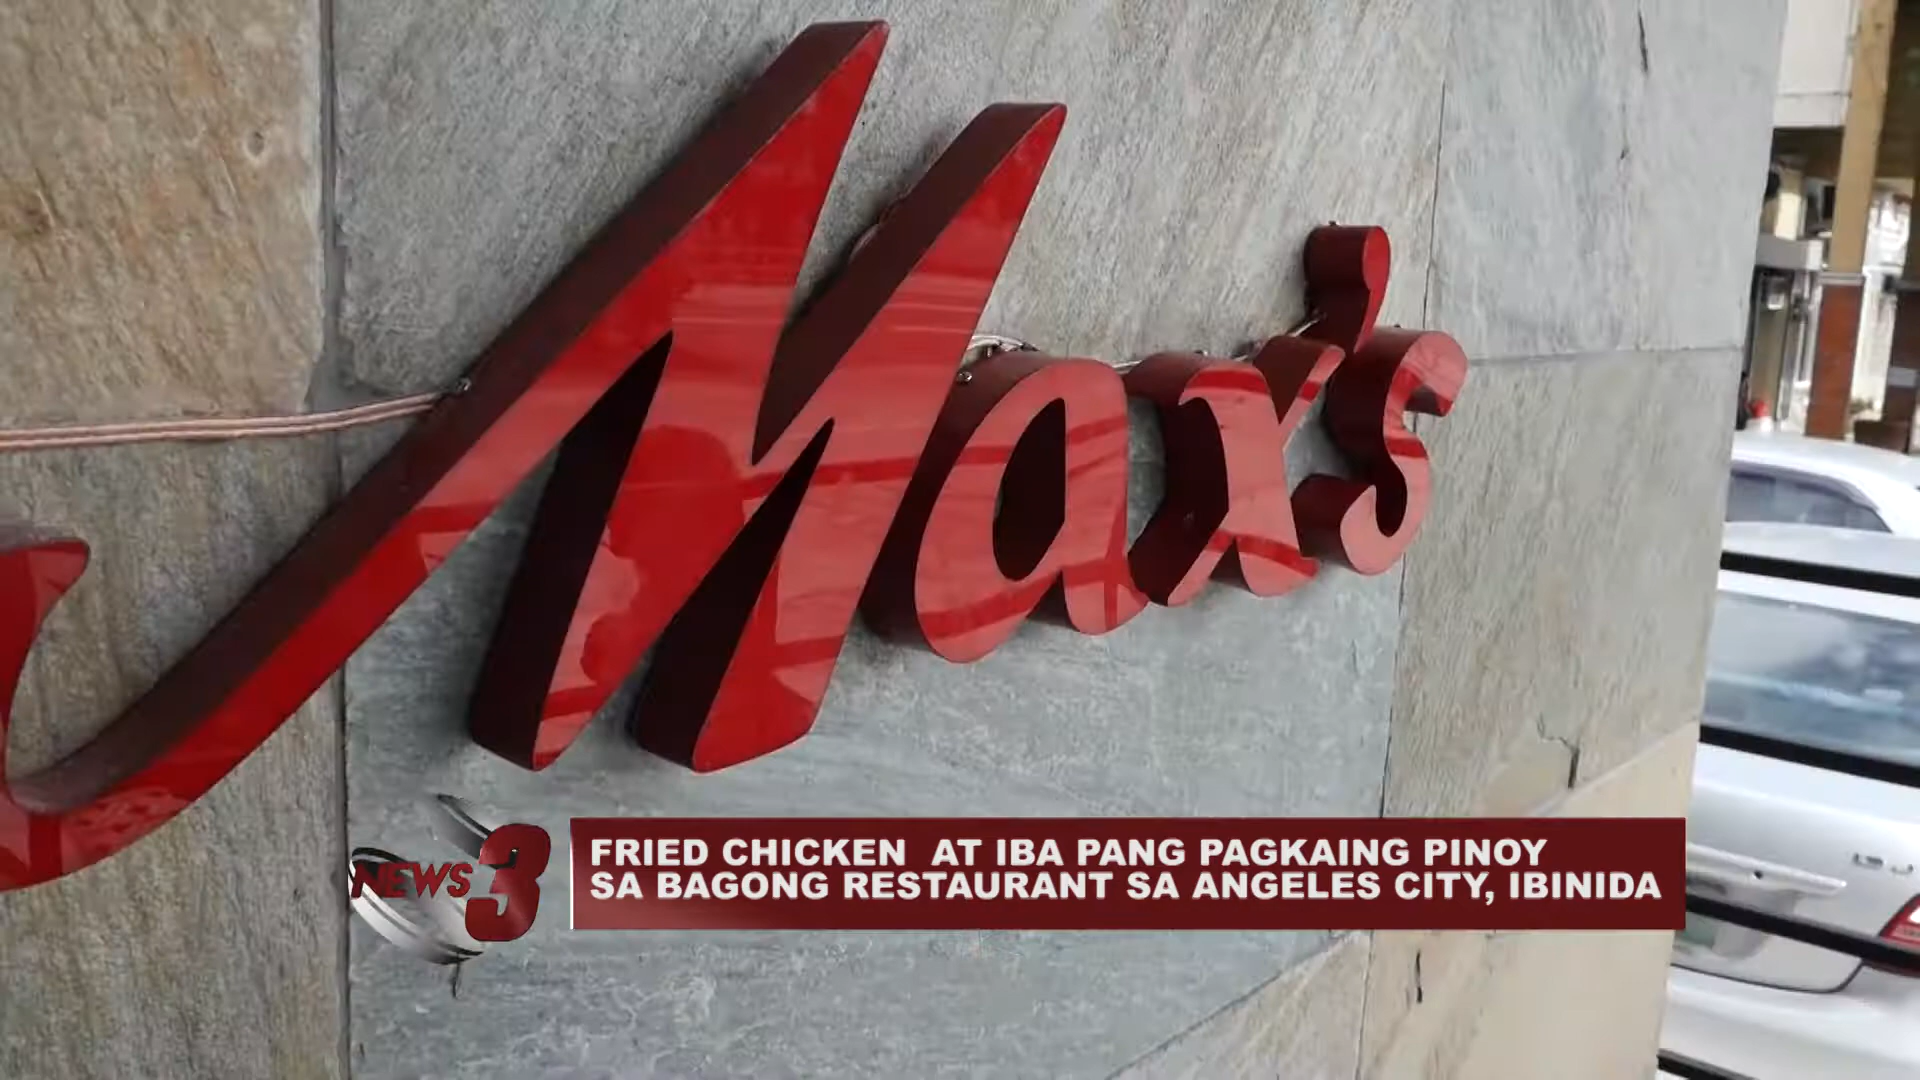 Max's
NEWS 3
FRIED CHICKEN AT IBA PANG PAGKAING PINOY
SA BAGONG RESTAURANT SA ANGELES CITY, IBINIDA